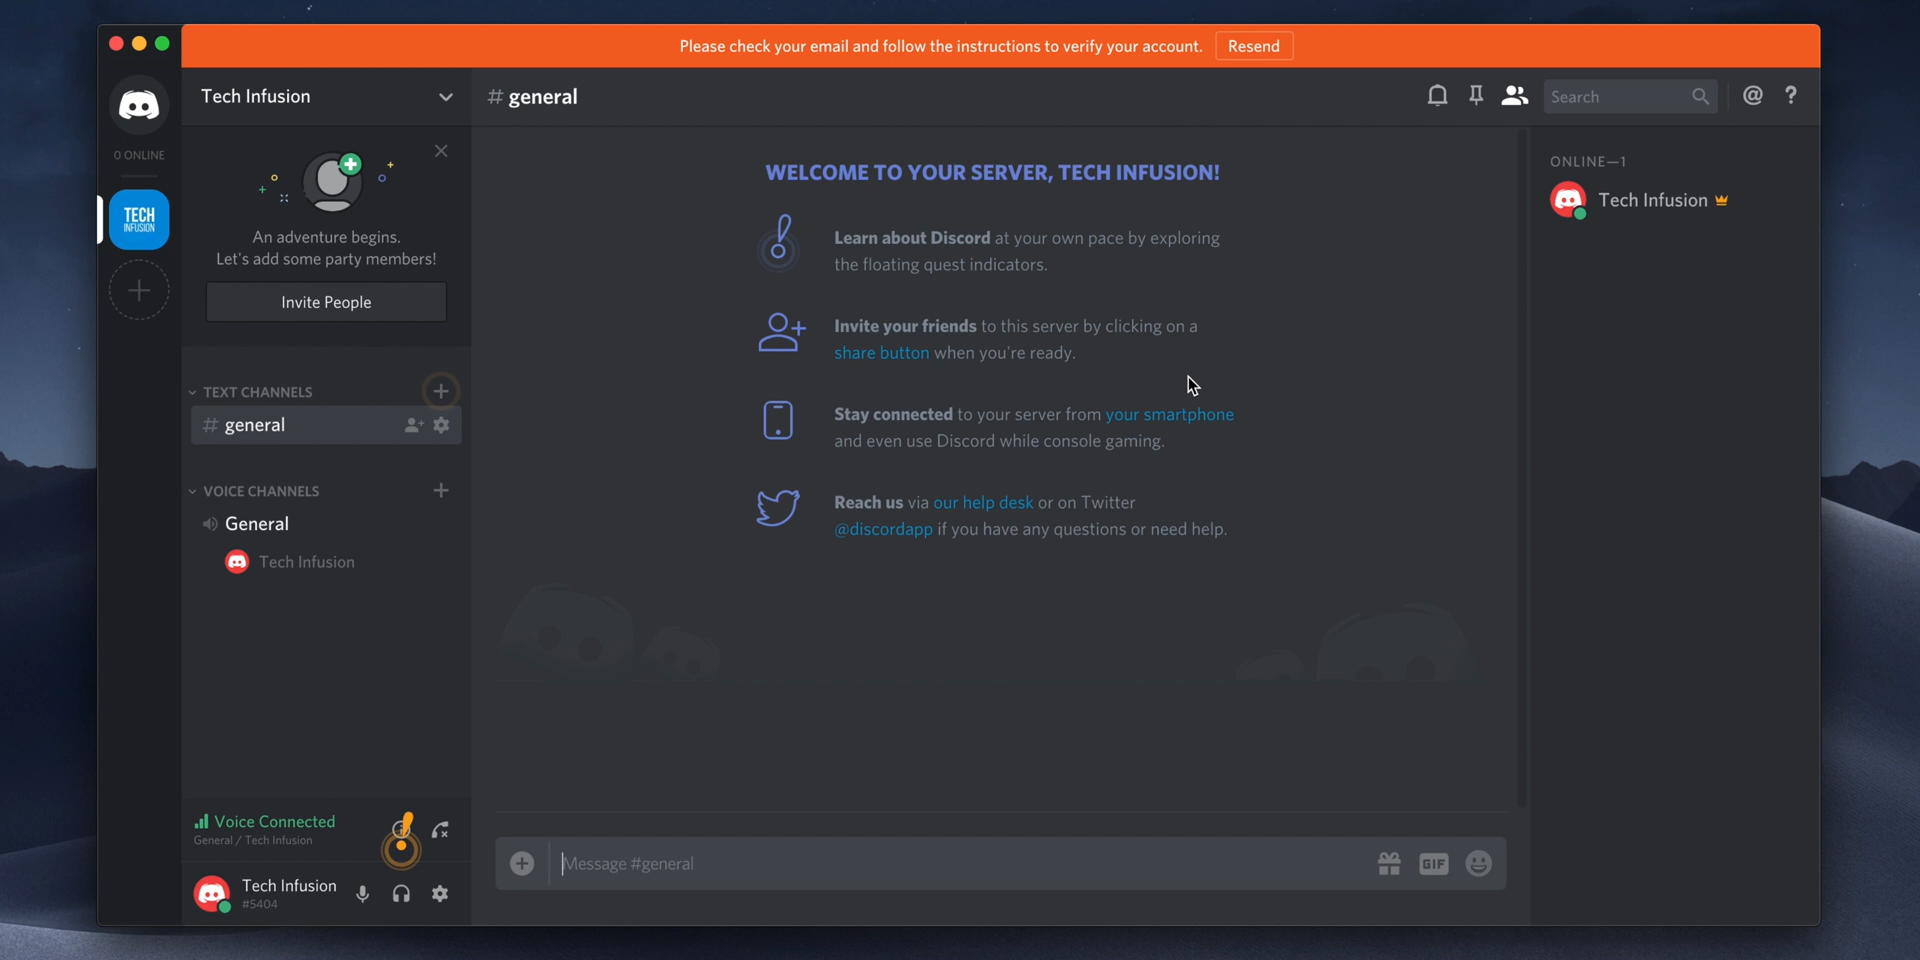 Please check your email and follow the instructions to verify your account. Resend
Tech Infusion
# general
Search
@
?
0 ONLINE
TECH
INFUSION
An adventure begins.
Let's add some party members!
Invite People
TEXT CHANNELS
# general
VOICE CHANNELS
General
Tech Infusion
Voice Connected
General / Tech Infusion
Tech Infusion
#5404
WELCOME TO YOUR SERVER, TECH INFUSION!
Learn about Discord at your own pace by exploring
the floating quest indicators.
Invite your friends to this server by clicking on a
share button when you're ready.
Stay connected to your server from your smartphone
and even use Discord while console gaming.
Reach us via our help desk or on Twitter
@discordapp if you have any questions or need help.
Message #general
GIF
ONLINE—1
Tech Infusion